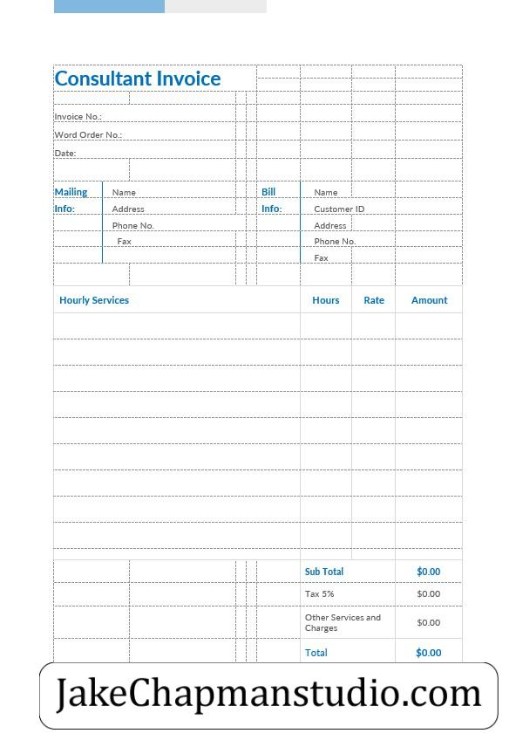 Consultant Invoice
Invoice No.:
Word Order No.:
Date:
Mailing Info:
Name
Address
Phone No.
Fax
Bill Info:
Name
Customer ID
Address
Phone No.
Fax
Hourly Services Hours Rate Amount
Sub Total $0.00
Tax 5% $0.00
Other Services and
Charges $0.00
Total $0.00
JakeChapmanstudio.com